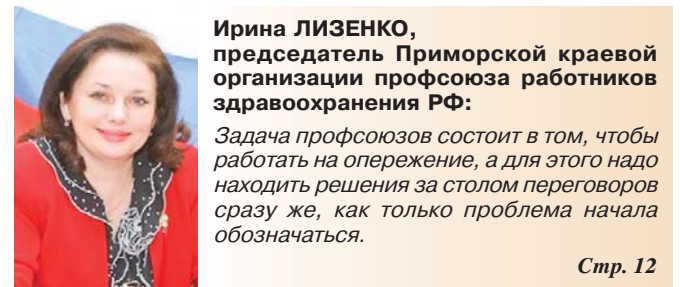 Ирина ЛИЗЕНКО,
председатель Приморской краевой
организации профсоюза работников
здравоохранения РФ:
Задача профсоюзов состоит в том, чтобы
работать на опережение, а для этого надо
находить решения за столом переговоров
сразу же, как только проблема начала
обозначаться.
Стр. 12